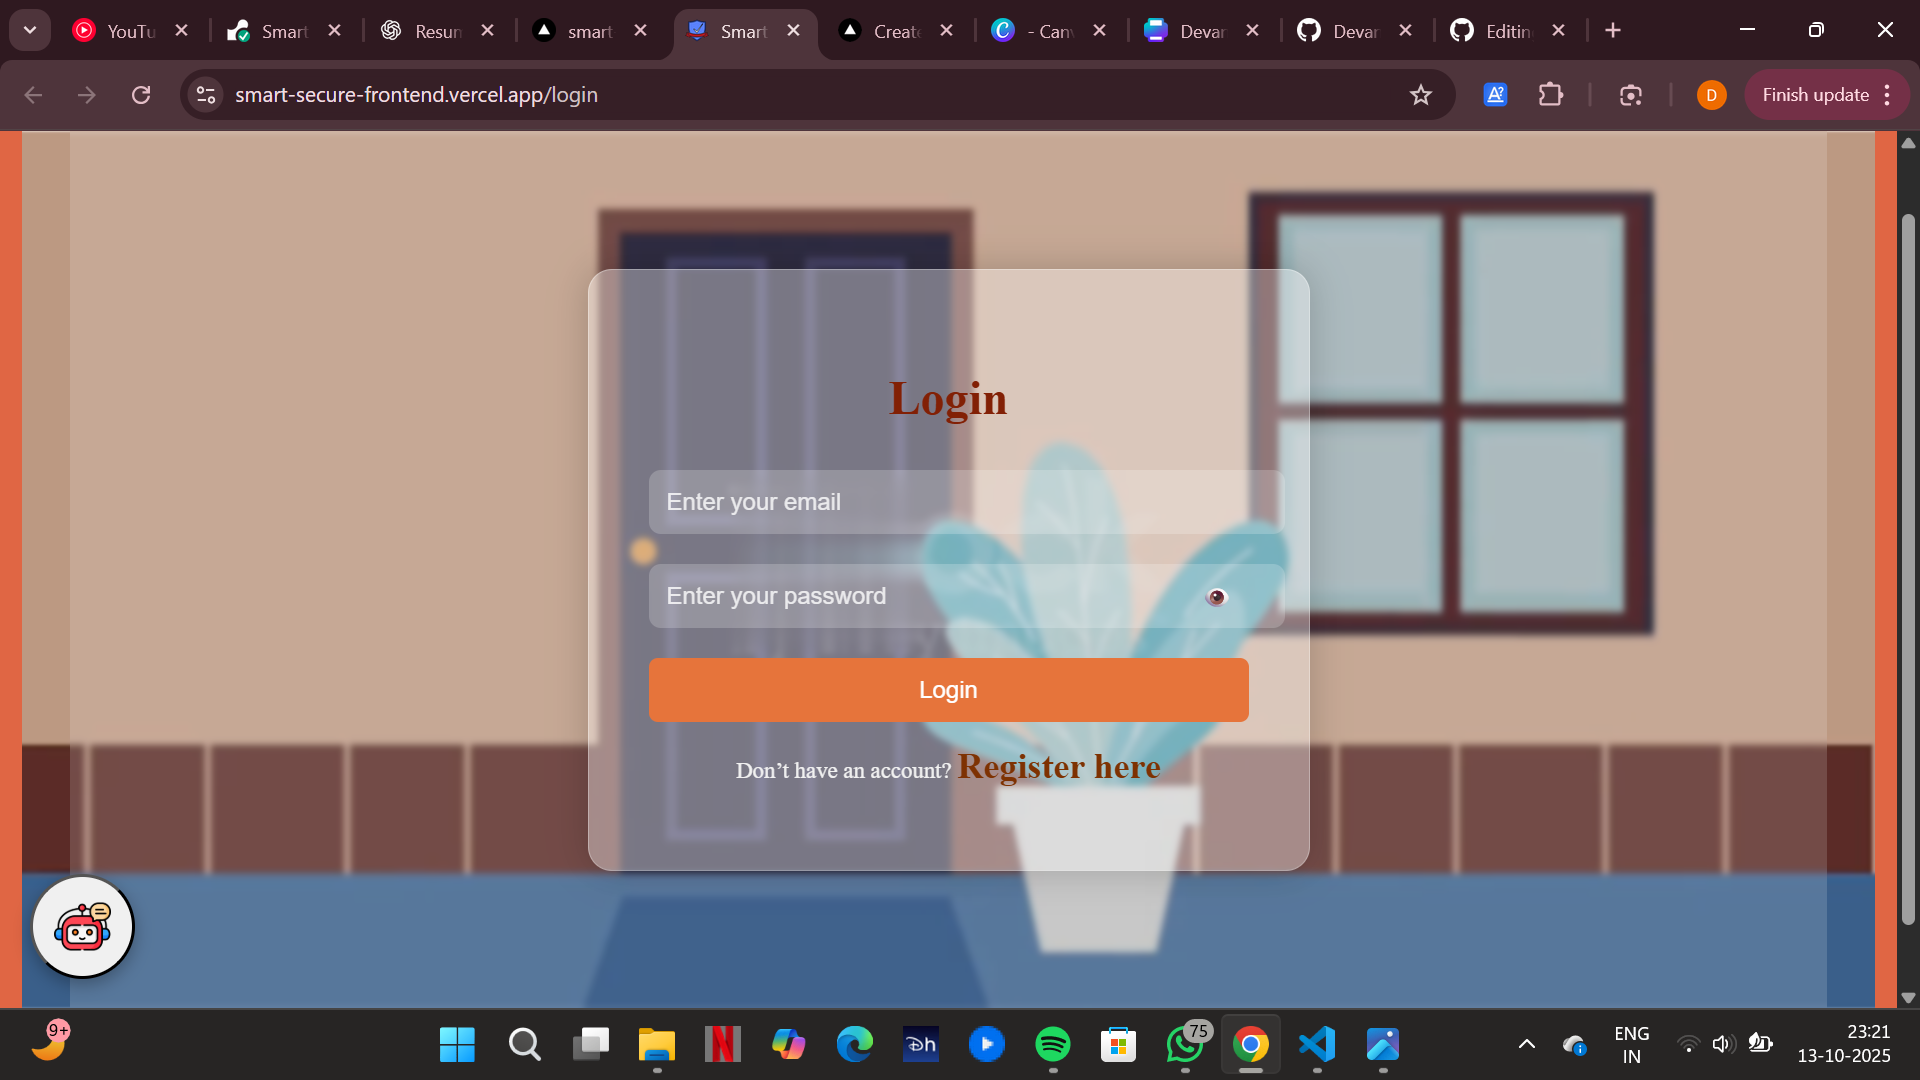 YouTu
Smart
Resun
smart
Smart
Create
- Can
Devar
Devar
Editin
smart-secure-frontend.vercel.app/login
D
Finish update
Login
Enter your email
Enter your password
Login
Don’t have an account? Register here
9+
Dh
75
ENG
IN
23:21
13-10-2025